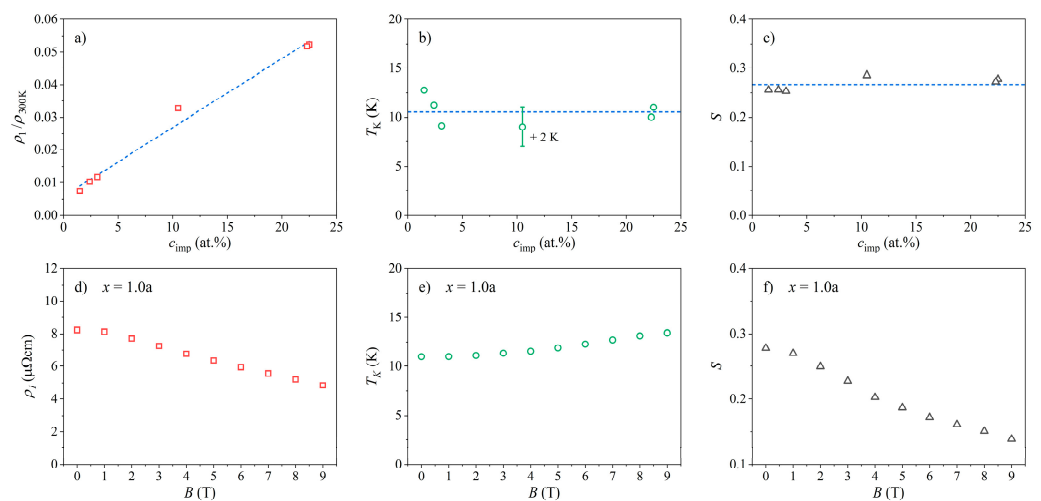 a)
0.06
0.05
0.04
0.03
0.02
0.01
0.00
ρ1/ρ300K
0 5 10 15 20 25
cimp (at.%)
b)
20
15
10
5
0
TK (K)
+ 2 K
0 5 10 15 20 25
cimp (at.%)
c)
0.4
0.3
0.2
0.1
0.0
S
0 5 10 15 20 25
cimp (at.%)
d) x = 1.0a
12
10
8
6
4
2
0
ρi (μΩcm)
0 1 2 3 4 5 6 7 8 9
B (T)
e) x = 1.0a
20
15
10
5
0
TK (K)
0 1 2 3 4 5 6 7 8 9
B (T)
f) x = 1.0a
0.4
0.3
0.2
0.1
S
0 1 2 3 4 5 6 7 8 9
B (T)